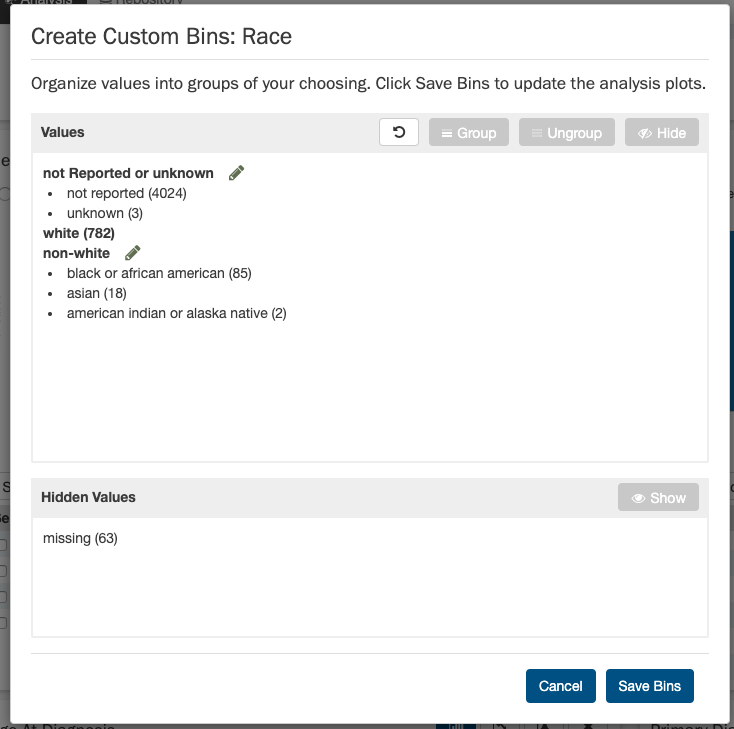 Analysis Repository
Create Custom Bins: Race
Organize values into groups of your choosing. Click Save Bins to update the analysis plots.
Values
Group
Ungroup
Hide
not Reported or unknown
• not reported (4024)
• unknown (3)
white (782)
non-white
• black or african american (85)
• asian (18)
• american indian or alaska native (2)
Hidden Values
Show
missing (63)
Cancel
Save Bins